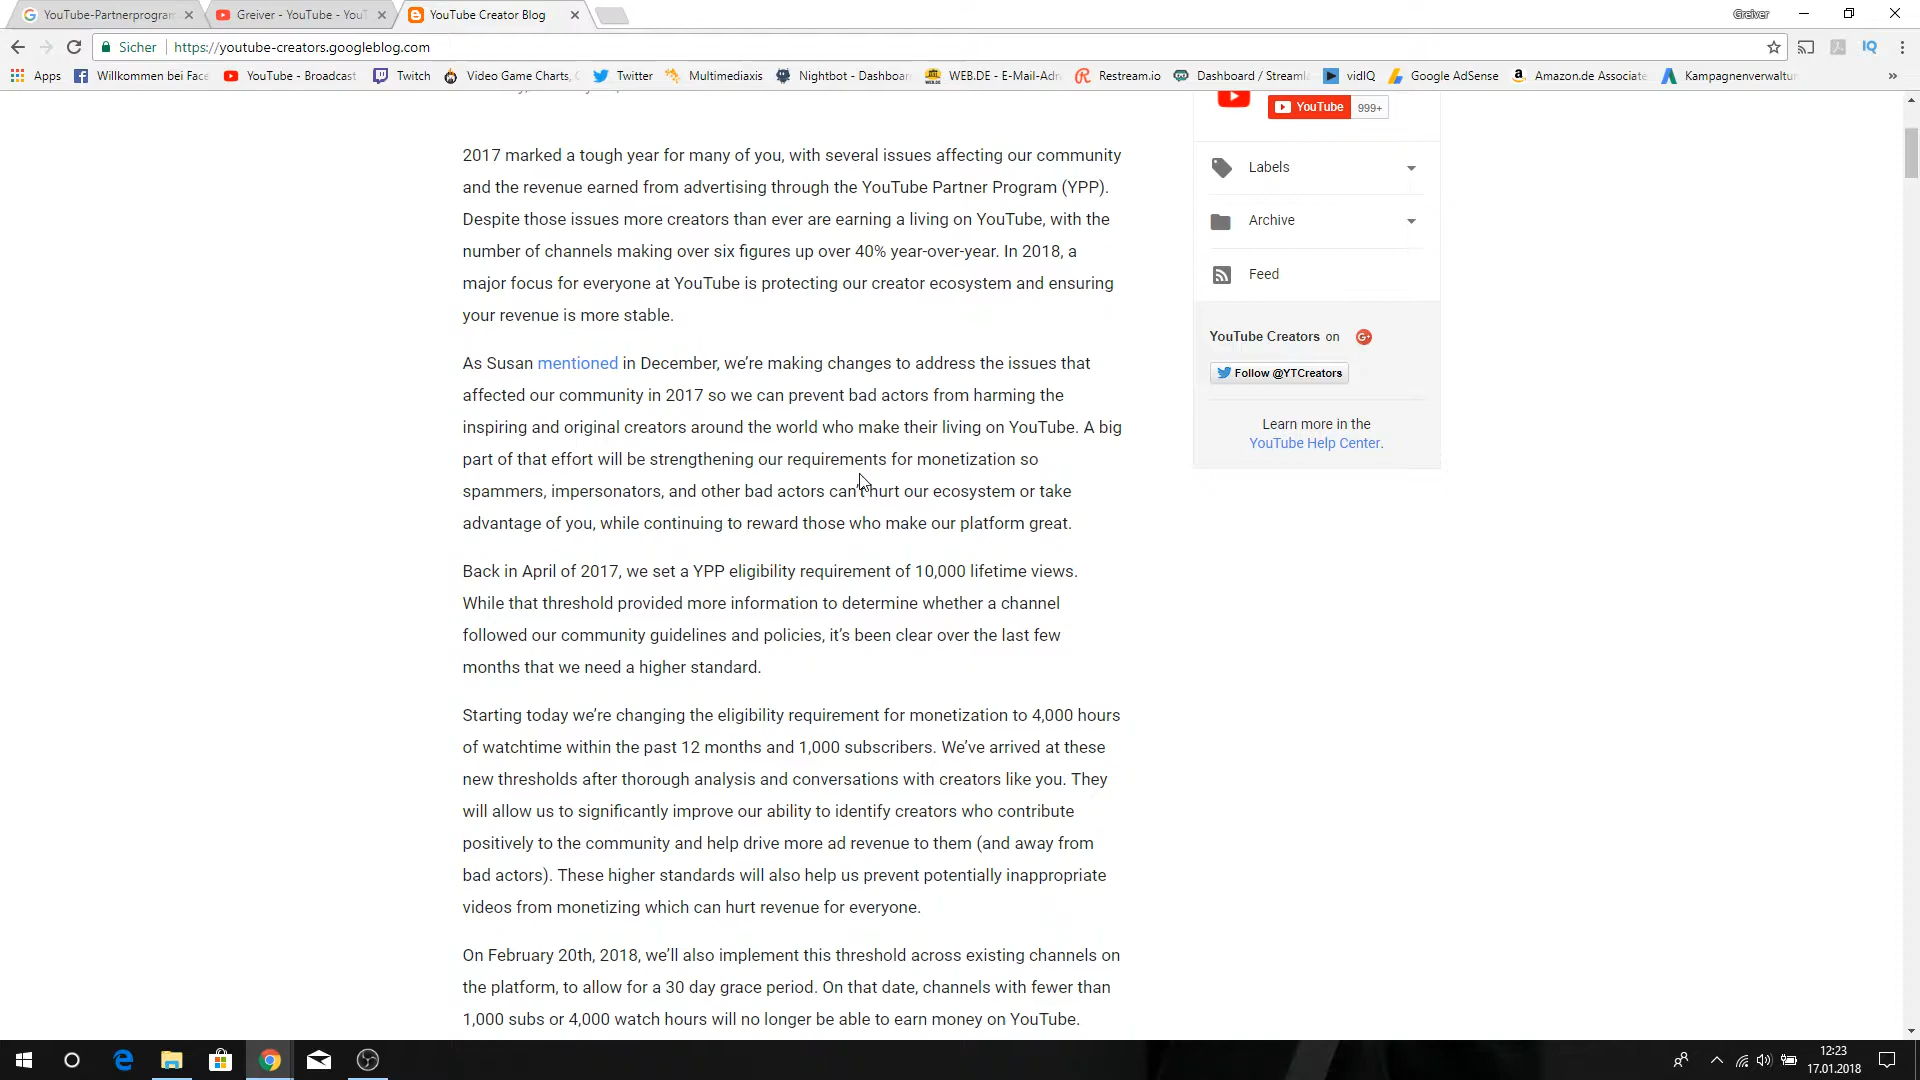 YouTube-Partnerprogram
Greiver - YouTube - You
YouTube Creator Blog
Greiver
Sicher
https://youtube-creators.googleblog.com
Apps
Willkommen bei Face
YouTube - Broadcast
Twitch
Video Game Charts,
Twitter
Multimediaxis
Nightbot - Dashboar
WEB.DE - E-Mail-Adr
Restream.io
Dashboard / Streaml
vidIQ
Google AdSense
Amazon.de Associate
Kampagnenverwaltu
»
2017 marked a tough year for many of you, with several issues affecting our community
and the revenue earned from advertising through the YouTube Partner Program (YPP).
Despite those issues more creators than ever are earning a living on YouTube, with the
number of channels making over six figures up over 40% year-over-year. In 2018, a
major focus for everyone at YouTube is protecting our creator ecosystem and ensuring
your revenue is more stable.
As Susan mentioned in December, we’re making changes to address the issues that
affected our community in 2017 so we can prevent bad actors from harming the
inspiring and original creators around the world who make their living on YouTube. A big
part of that effort will be strengthening our requirements for monetization so
spammers, impersonators, and other bad actors can’t hurt our ecosystem or take
advantage of you, while continuing to reward those who make our platform great.
Back in April of 2017, we set a YPP eligibility requirement of 10,000 lifetime views.
While that threshold provided more information to determine whether a channel
followed our community guidelines and policies, it’s been clear over the last few
months that we need a higher standard.
Starting today we’re changing the eligibility requirement for monetization to 4,000 hours
of watchtime within the past 12 months and 1,000 subscribers. We’ve arrived at these
new thresholds after thorough analysis and conversations with creators like you. They
will allow us to significantly improve our ability to identify creators who contribute
positively to the community and help drive more ad revenue to them (and away from
bad actors). These higher standards will also help us prevent potentially inappropriate
videos from monetizing which can hurt revenue for everyone.
On February 20th, 2018, we’ll also implement this threshold across existing channels on
the platform, to allow for a 30 day grace period. On that date, channels with fewer than
1,000 subs or 4,000 watch hours will no longer be able to earn money on YouTube.
YouTube 999+
Labels
Archive
Feed
YouTube Creators on G+
Follow @YTCreators
Learn more in the
YouTube Help Center.
12:23
17.01.2018